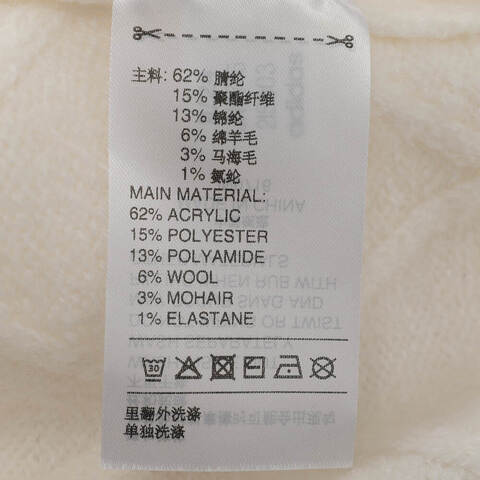 主料: 62% 腈纶
15% 聚酯纤维
13% 锦纶
6% 绵羊毛
3% 马海毛
1% 氨纶
MAIN MATERIAL:
62% ACRYLIC
15% POLYESTER
13% POLYAMIDE
6% WOOL
3% MOHAIR
1% ELASTANE
30
里翻外洗涤
单独洗涤